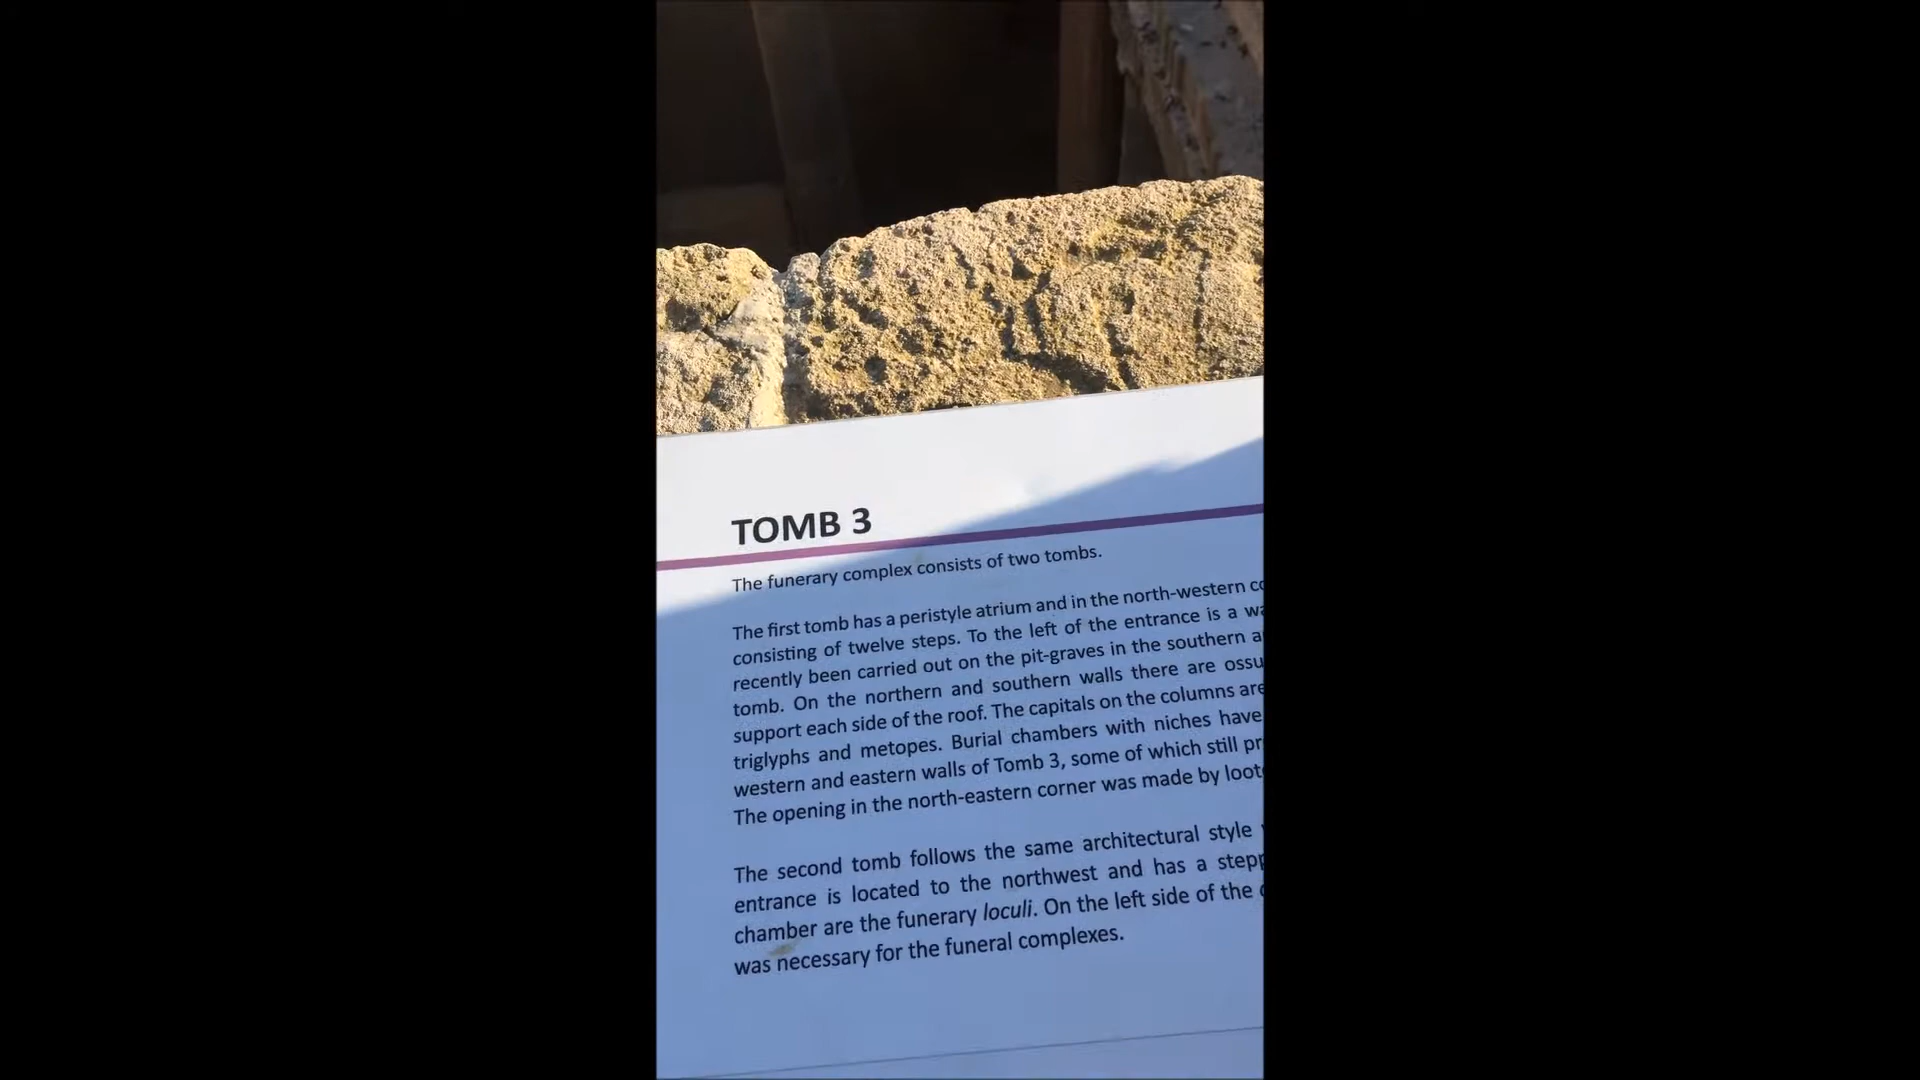 TOMB 3
The funerary complex consists of two tombs.
The first tomb has a peristyle atrium and in the north-western
consisting of twelve steps. To the left of the entrance is a
recently been carried out on the pit-graves in the southern
tomb. On the northern and southern walls there are
support each side of the roof. The capitals on the columns are
triglyphs and metopes. Burial chambers with niches have
western and eastern walls of Tomb 3, some of which still
The opening in the north-eastern corner was made by
The second tomb follows the same architectural style
entrance is located to the northwest and has a
chamber are the funerary loculi. On the left side of the
was necessary for the funeral complexes.